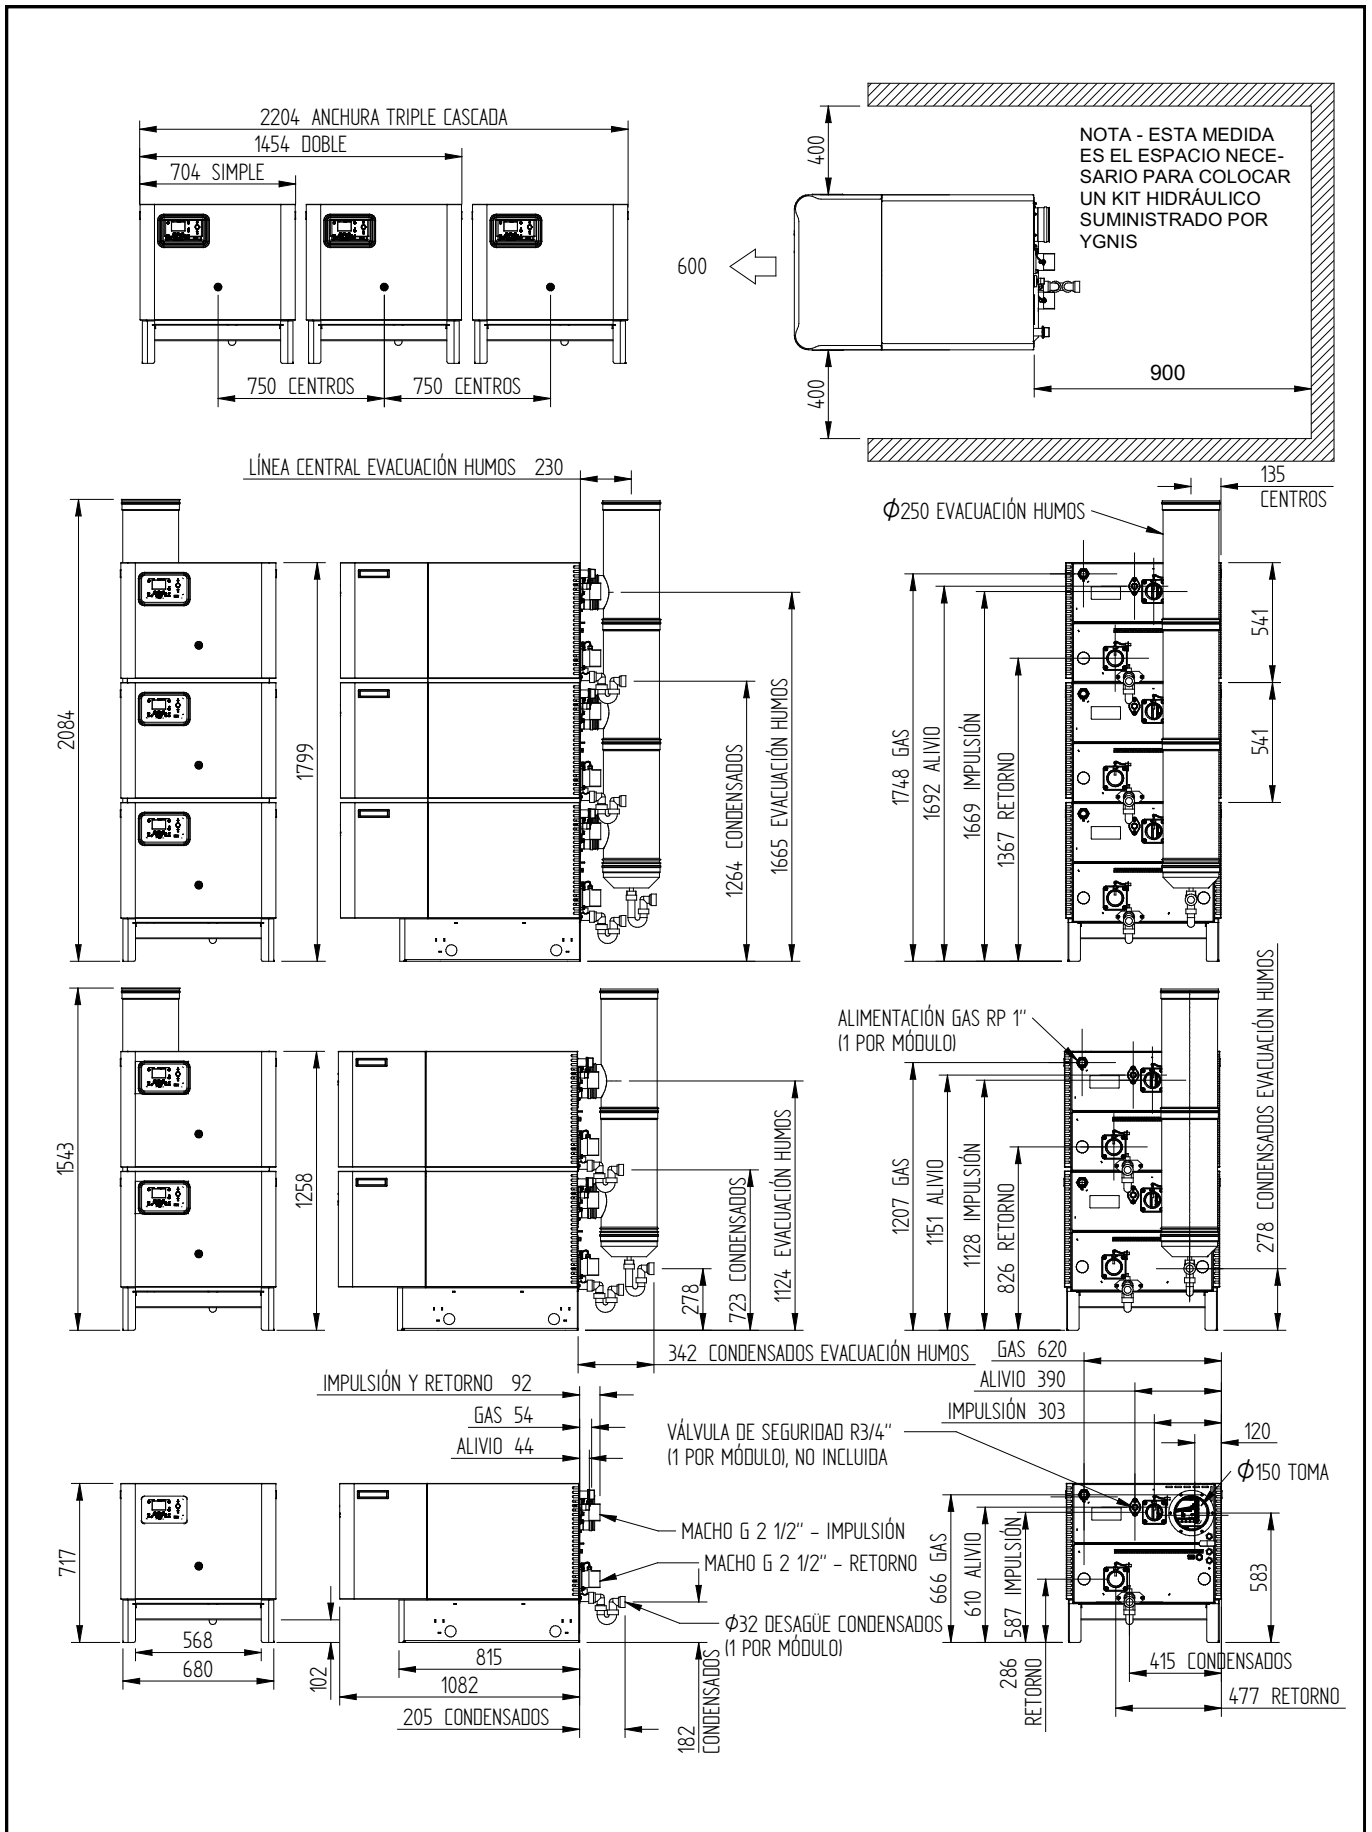 2204 ANCHURA TRIPLE CASCADA
1454 DOBLE
704 SIMPLE
750 CENTROS
750 CENTROS
400
600
400
900
NOTA - ESTA MEDIDA
ES EL ESPACIO NECE-
SARIO PARA COLOCAR
UN KIT HIDRÁULICO
SUMINISTRADO POR
YGNIS
LÍNEA CENTRAL EVACUACIÓN HUMOS 230
135
CENTROS
Φ250 EVACUACIÓN HUMOS
2084
1799
1264 CONDENSADOS
1665 EVACUACIÓN HUMOS
1748 GAS
1692 ALIVIO
1669 IMPULSIÓN
1367 RETORNO
541
541
ALIMENTACIÓN GAS RP 1"
(1 POR MÓDULO)
1543
1258
278
723 CONDENSADOS
1124 EVACUACIÓN HUMOS
342 CONDENSADOS EVACUACIÓN HUMOS
1207 GAS
1151 ALIVIO
1128 IMPULSIÓN
826 RETORNO
278 CONDENSADOS EVACUACIÓN HUMOS
GAS 620
ALIVIO 390
IMPULSIÓN 303
120
Φ150 TOMA
IMPULSIÓN Y RETORNO 92
GAS 54
ALIVIO 44
VÁLVULA DE SEGURIDAD R3/4"
(1 POR MÓDULO), NO INCLUIDA
MACHO G 2 1/2" – IMPULSIÓN
MACHO G 2 1/2" – RETORNO
Φ32 DESAGÜE CONDENSADOS
(1 POR MÓDULO)
717
568
680
102
815
1082
205 CONDENSADOS
182
CONDENSADOS
666 GAS
610 ALIVIO
587 IMPULSIÓN
286
RETORNO
583
415 CONDENSADOS
477 RETORNO